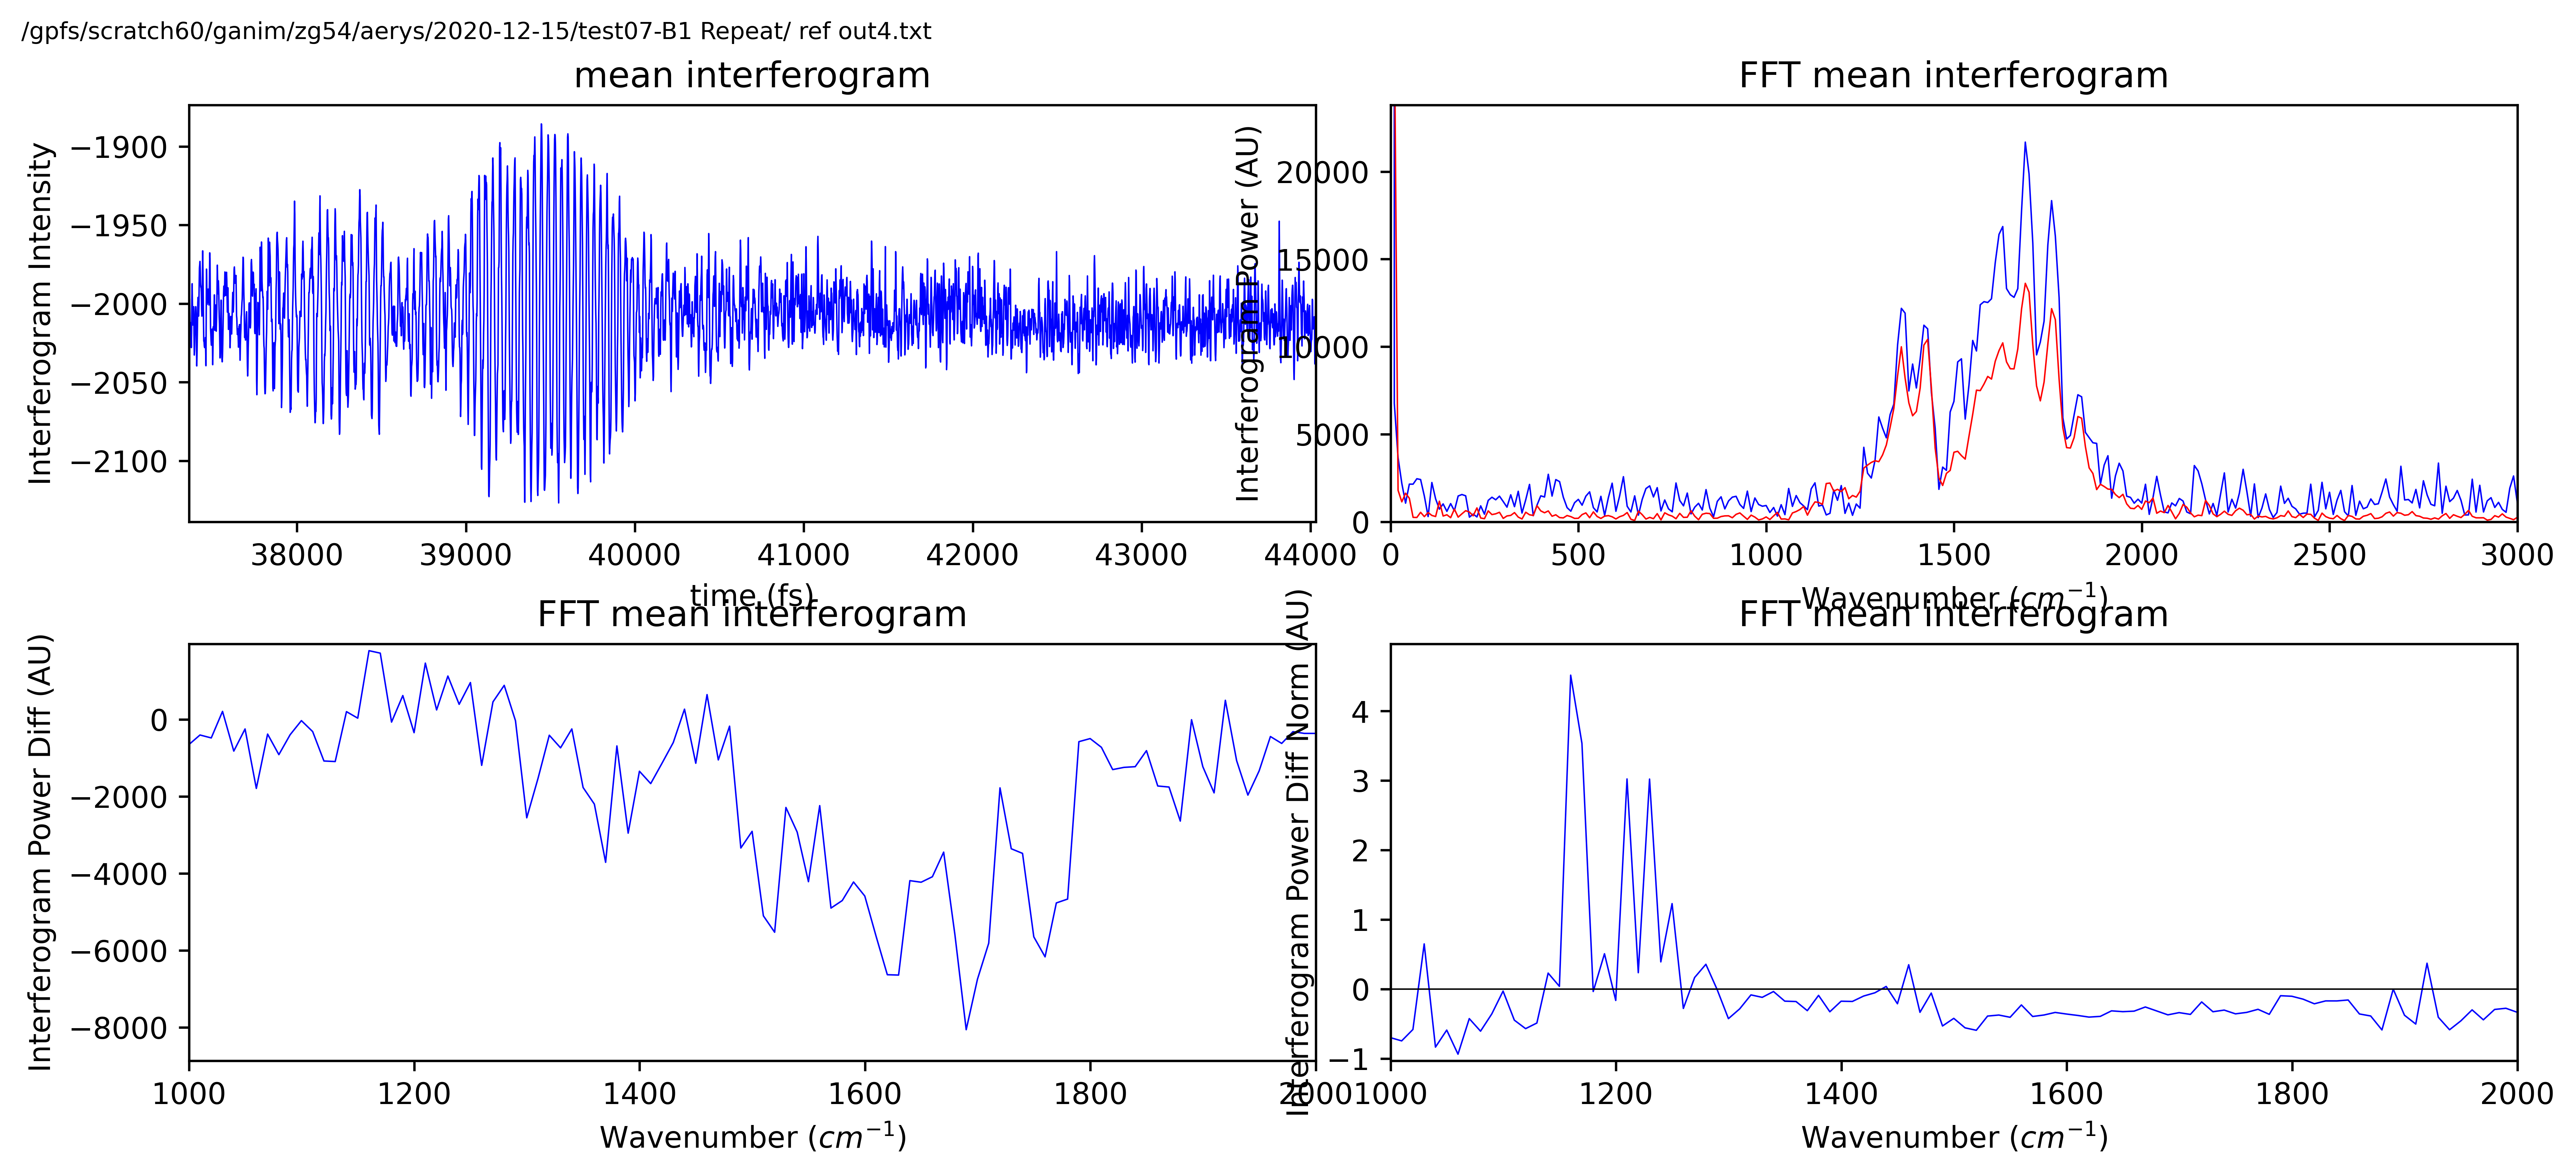 /gpfs/scratch60/ganim/zg54/aerys/2020-12-15/test07-B1 Repeat/ ref out4.txt
mean interferogram
Interferogram Intensity
−1900
−1950
−2000
−2050
−2100
38000 39000 40000 41000 42000 43000 44000
time (fs)
FFT mean interferogram
Interferogram Power (AU)
20000
15000
10000
5000
0
0 500 1000 1500 2000 2500 3000
Wavenumber (cm⁻¹)
FFT mean interferogram
Interferogram Power Diff (AU)
0
−2000
−4000
−6000
−8000
1000 1200 1400 1600 1800 2000
Wavenumber (cm⁻¹)
FFT mean interferogram
Interferogram Power Diff Norm (AU)
4
3
2
1
0
−1
1000 1200 1400 1600 1800 2000
Wavenumber (cm⁻¹)